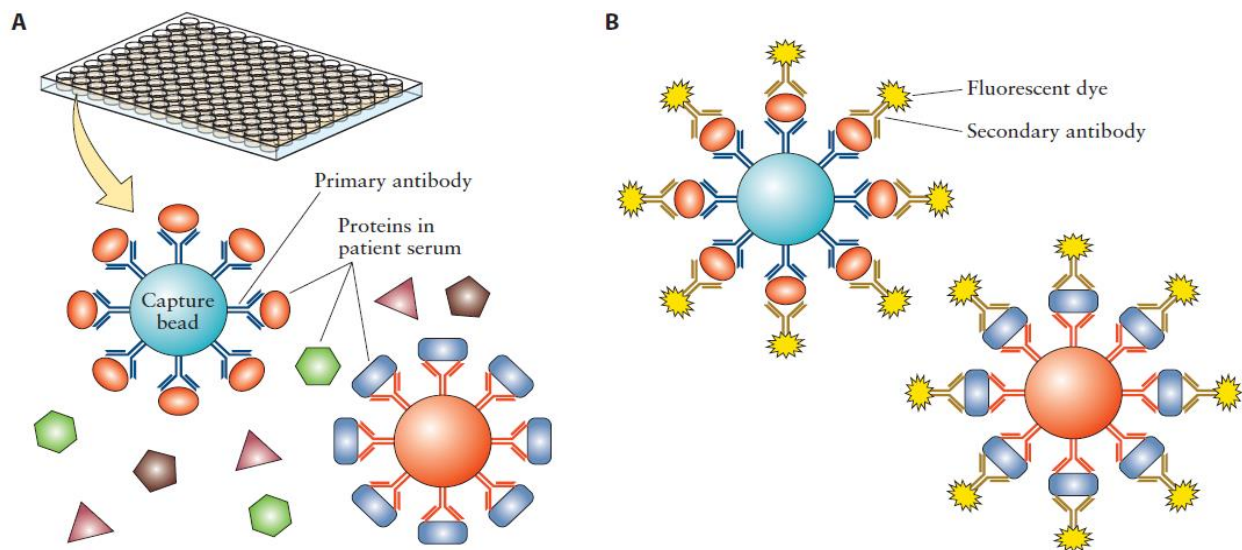 A
Primary antibody
Proteins in
patient serum
Capture
bead
B
Fluorescent dye
Secondary antibody